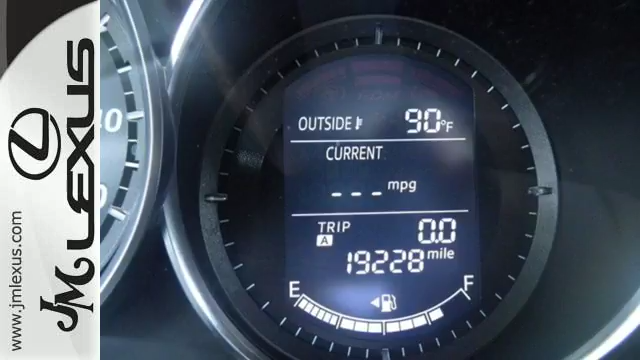 www.jmlexus.com
JM LEXUS
OUTSIDE 90°F
CURRENT
--- mpg
TRIP A 0.0
19228 mile
E F